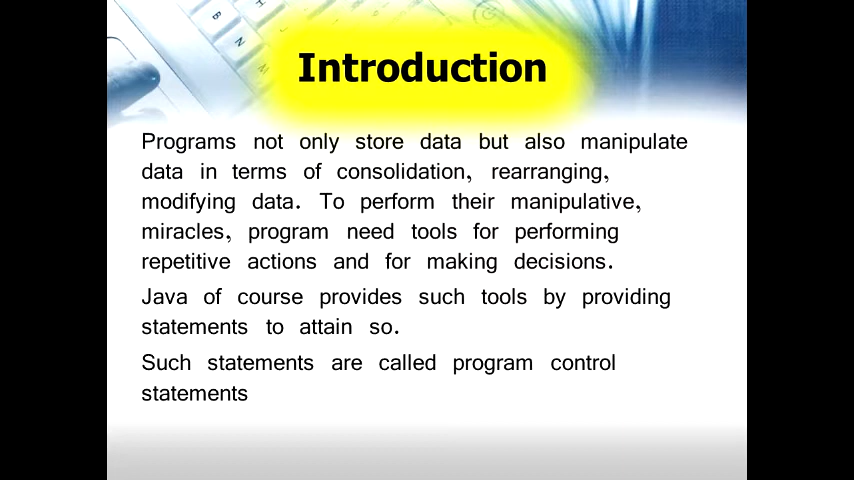 Introduction
Programs not only store data but also manipulate
data in terms of consolidation, rearranging,
modifying data. To perform their manipulative,
miracles, program need tools for performing
repetitive actions and for making decisions.
Java of course provides such tools by providing
statements to attain so.
Such statements are called program control
statements